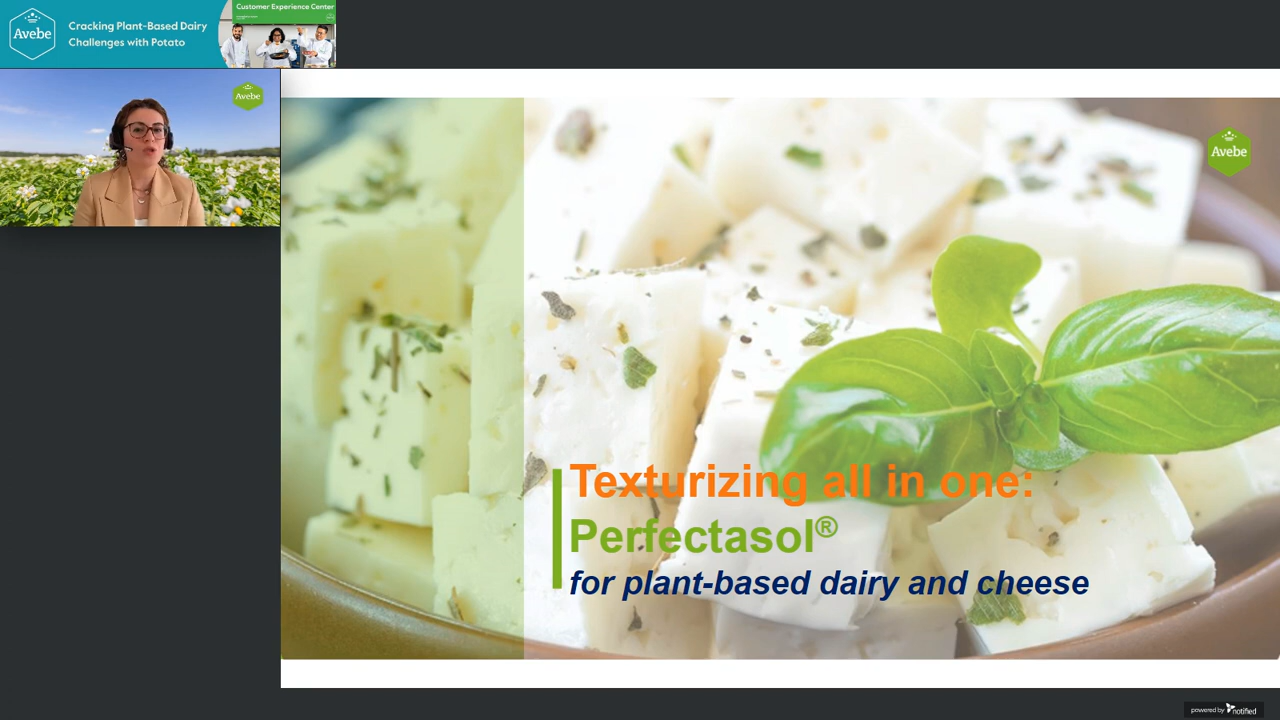 Avebe
Cracking Plant-Based Dairy
Challenges with Potato
Customer Experience Center
Avebe
Avebe
Texturizing all in one:
Perfectasol®
for plant-based dairy and cheese
powered by notified